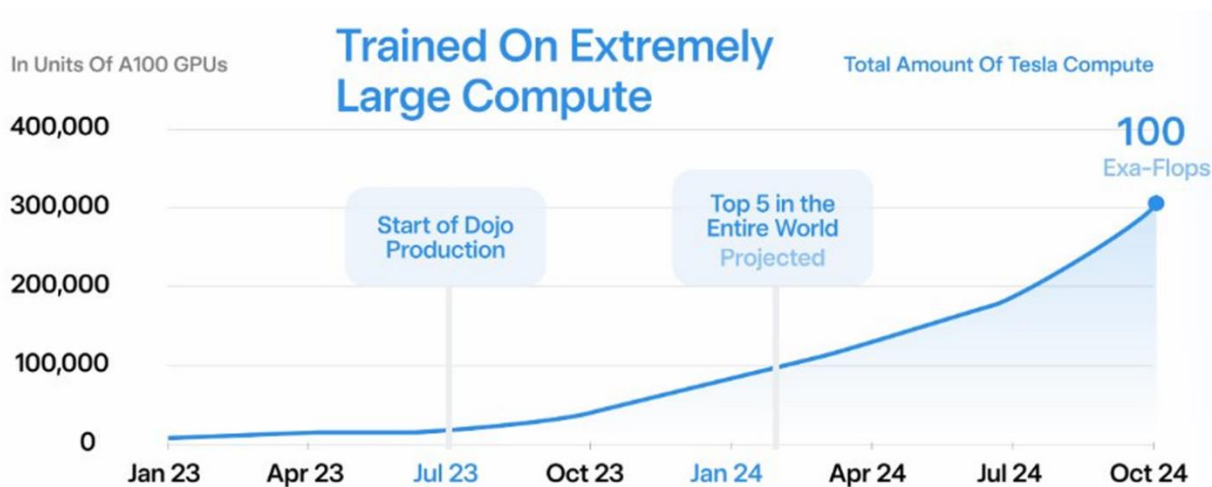 Trained On Extremely
Large Compute
In Units Of A100 GPUs
Total Amount Of Tesla Compute
400,000
300,000
200,000
100,000
0
100
Exa-Flops
Start of Dojo
Production
Top 5 in the
Entire World
Projected
Jan 23
Apr 23
Jul 23
Oct 23
Jan 24
Apr 24
Jul 24
Oct 24